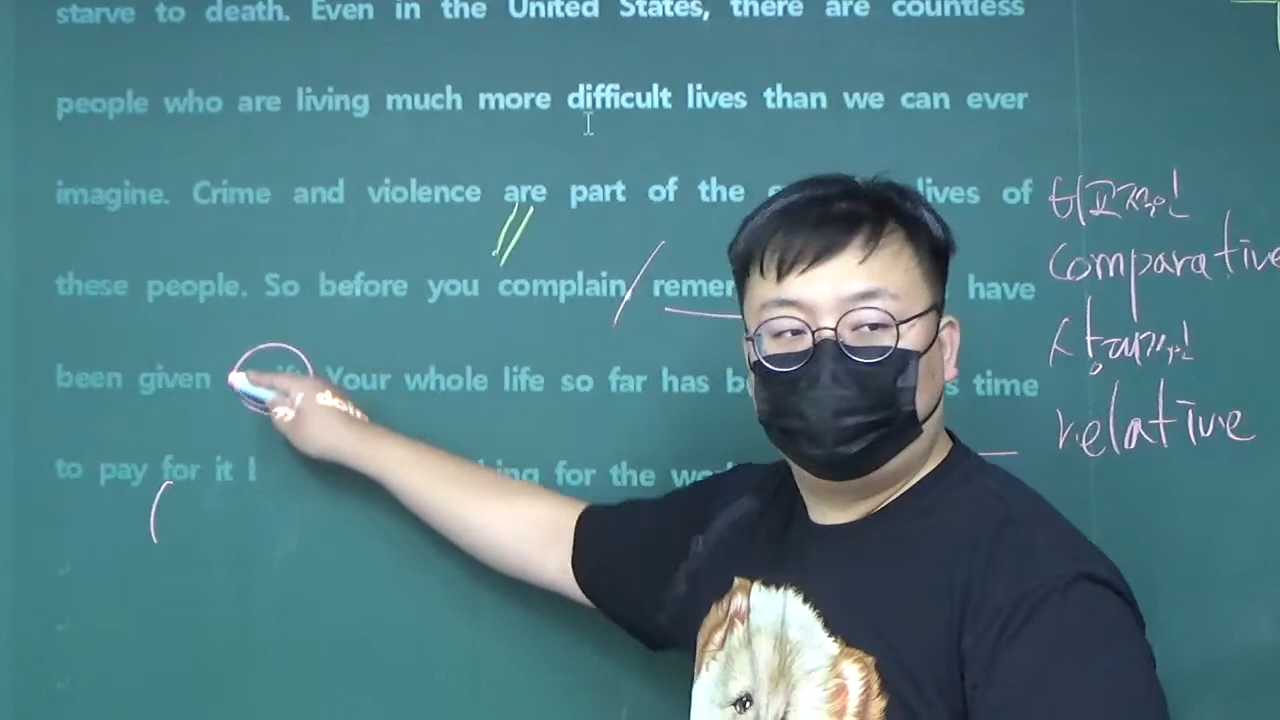 starve to death. Even in the United States, there are countless
people who are living much more difficult lives than we can ever
imagine. Crime and violence are part of the lives of
these people. So before you complain, have
been given Your whole life so far has time
to pay for it for the
비교적인
comparative
상대적인
relative